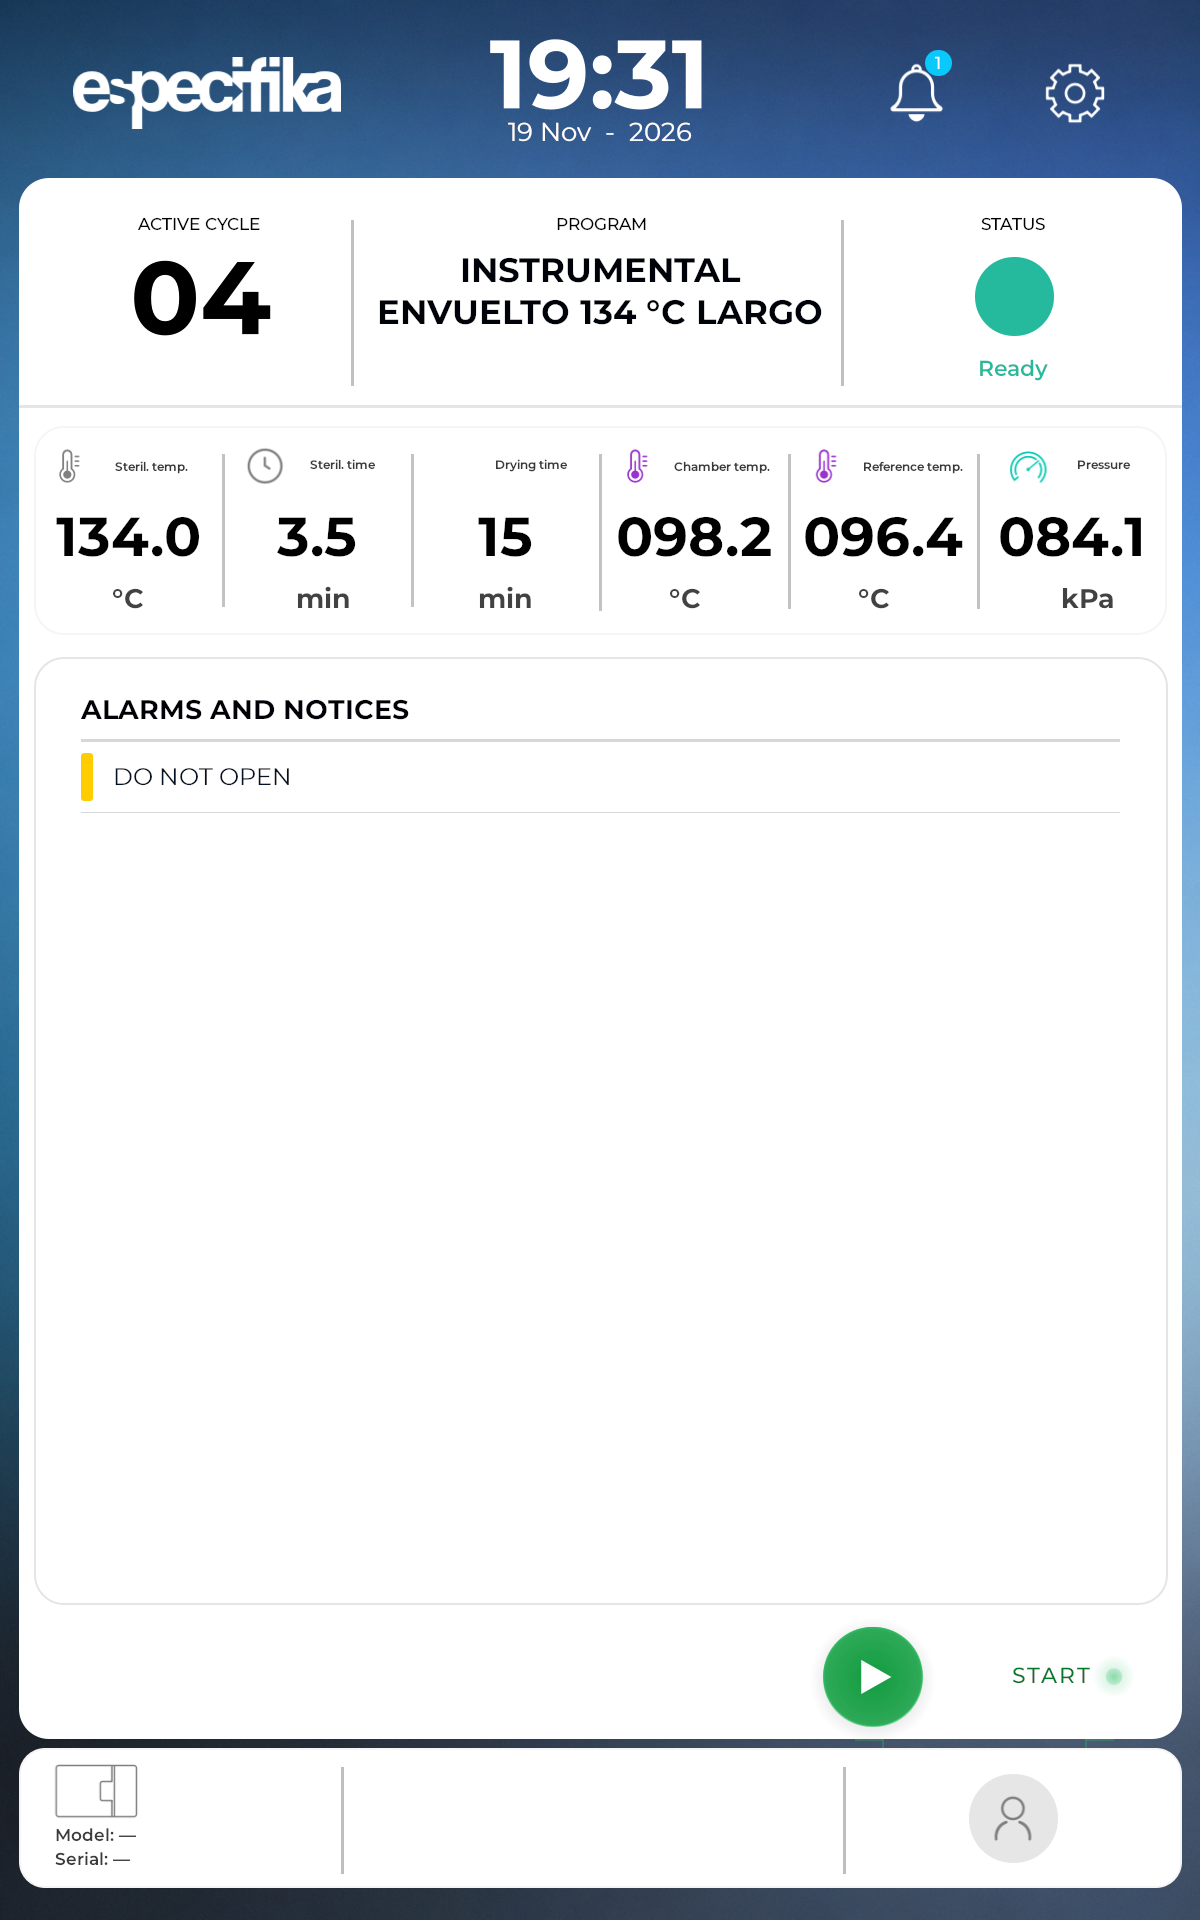 especifika
19:31
19 Nov - 2026
1
ACTIVE CYCLE
04
PROGRAM
INSTRUMENTAL
ENVUELTO 134 °C LARGO
STATUS
Ready
Steril. temp.
134.0
°C
Steril. time
3.5
min
Drying time
15
min
Chamber temp.
098.2
°C
Reference temp.
096.4
°C
Pressure
084.1
kPa
ALARMS AND NOTICES
DO NOT OPEN
START
Model: —
Serial: —